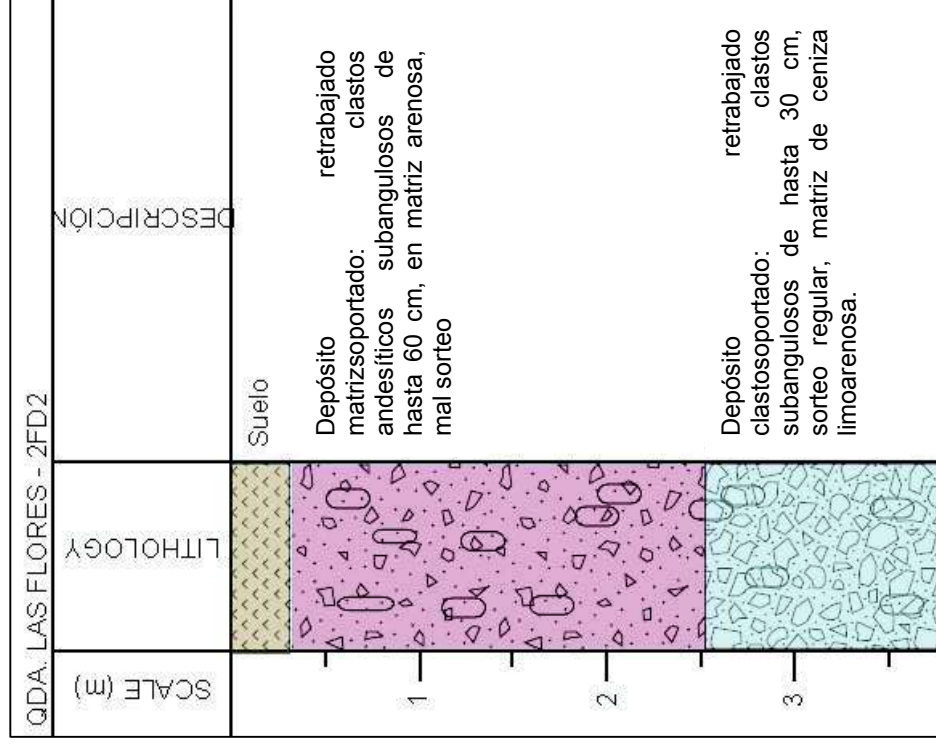 QDA. LAS FLORES - 2FD2
SCALE (m)
LITHOLOGY
DESCRIPCIÓN
Suelo
Depósito retrabajado
matrizsoportado: clastos
andesíticos subangulosos de
hasta 60 cm, en matriz arenosa,
mal sorteo
Depósito retrabajado
clastosoportado: clastos
subangulosos de hasta 30 cm,
sorteo regular, matriz de ceniza
limoarenosa.
1
2
3